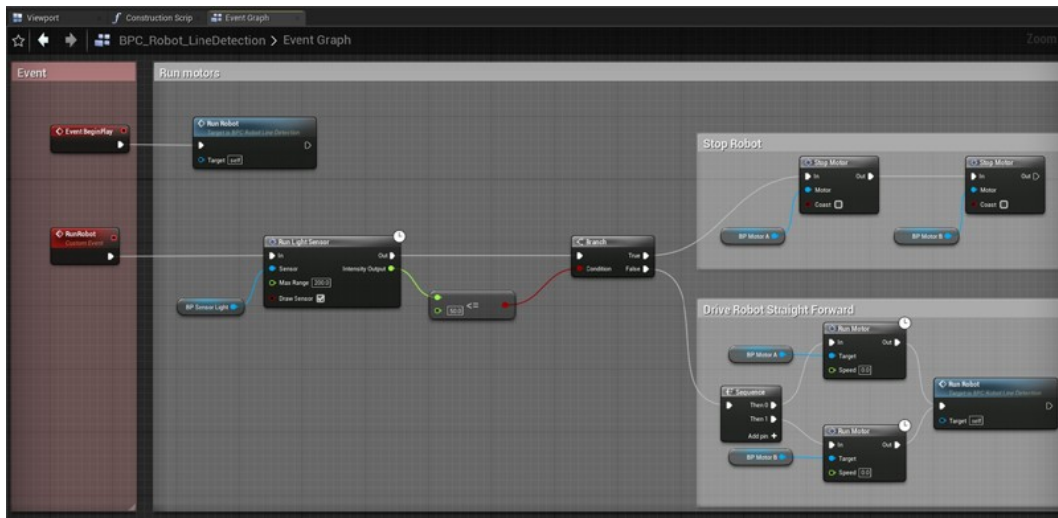 Viewport
Construction Scrip
Event Graph
BPC_Robot_LineDetection > Event Graph
Zoom
Event
Run motors
Event BeginPlay
Run Robot
Target is BPC Robot Line Detection
Target self
Stop Robot
Stop Motor
In Out
Motor
Coast
BP Motor A
Stop Motor
In Out
Motor
Coast
BP Motor B
RunRobot
Custom Event
Run Light Sensor
In Out
Sensor Intensity Output
Max Range 200.0
Draw Sensor
BP Sensor Light
50.0 <=
Branch
True
Condition False
Drive Robot Straight Forward
Run Motor
In Out
Target
Speed 0.0
BP Motor A
Sequence
Then 0
Then 1
Add pin +
Run Motor
In Out
Target
Speed 0.0
BP Motor B
Run Robot
Target is BPC Robot Line Detection
Target self